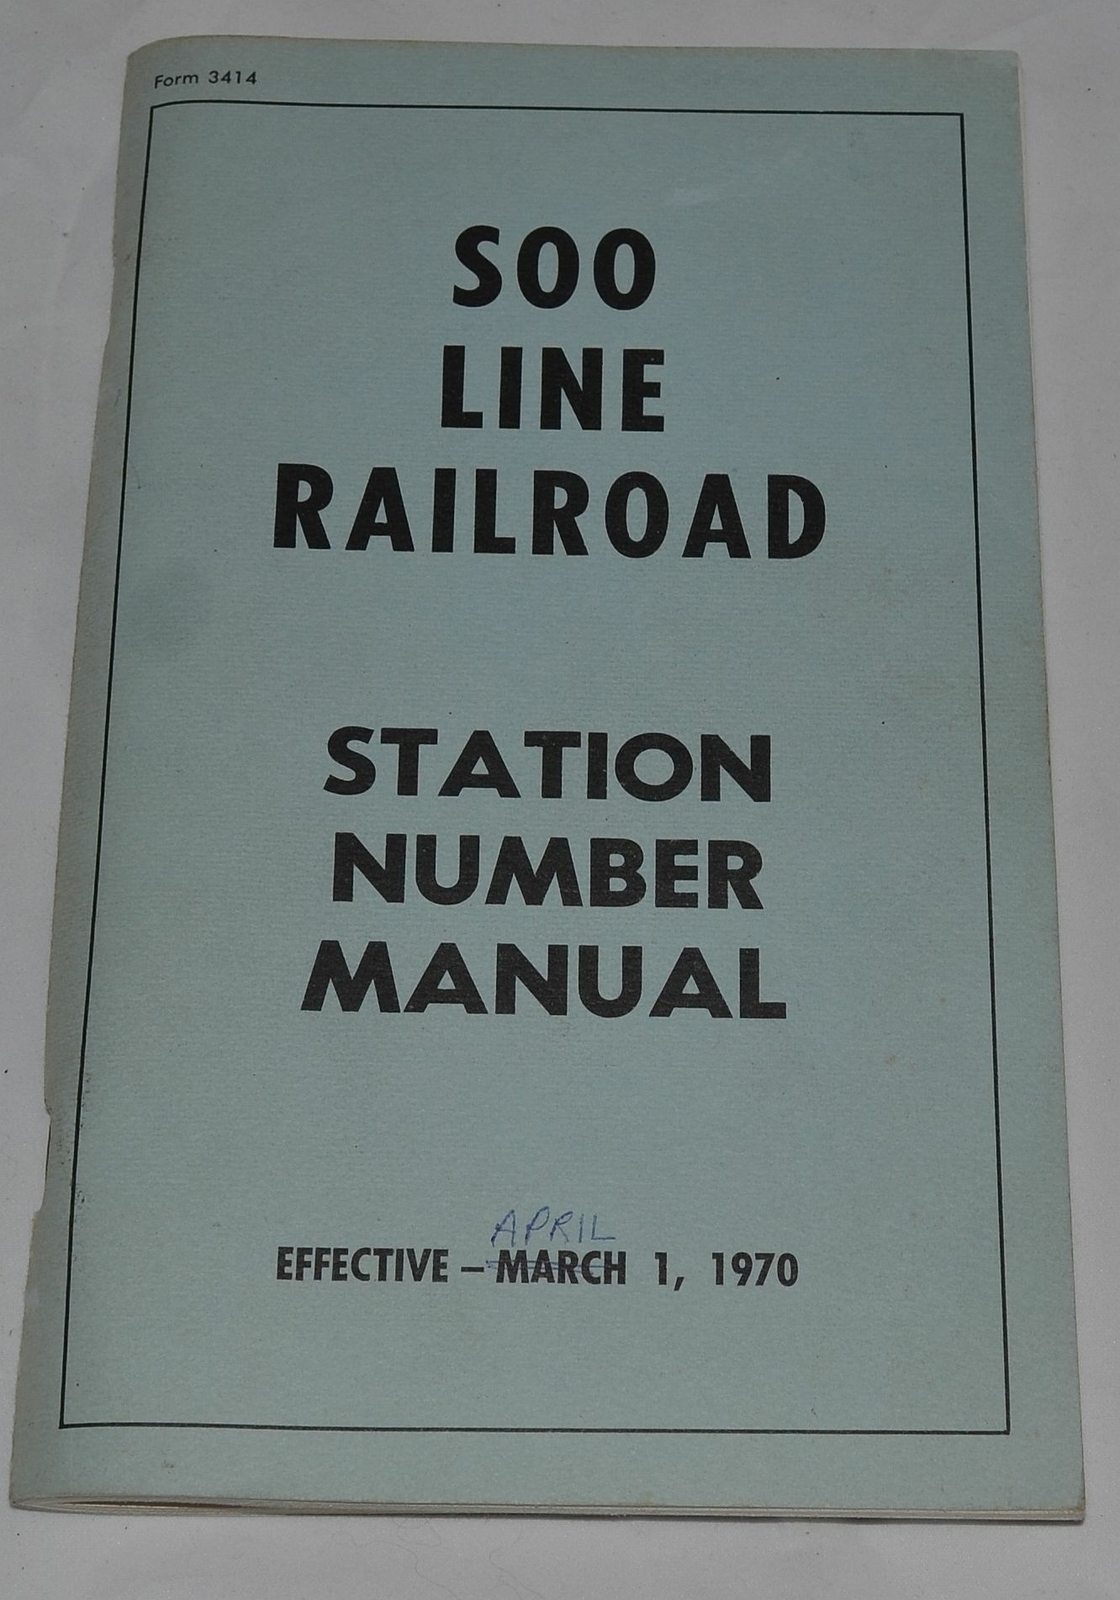 Form 3414
SOO
LINE
RAILROAD
STATION
NUMBER
MANUAL
APRIL
EFFECTIVE – MARCH 1, 1970